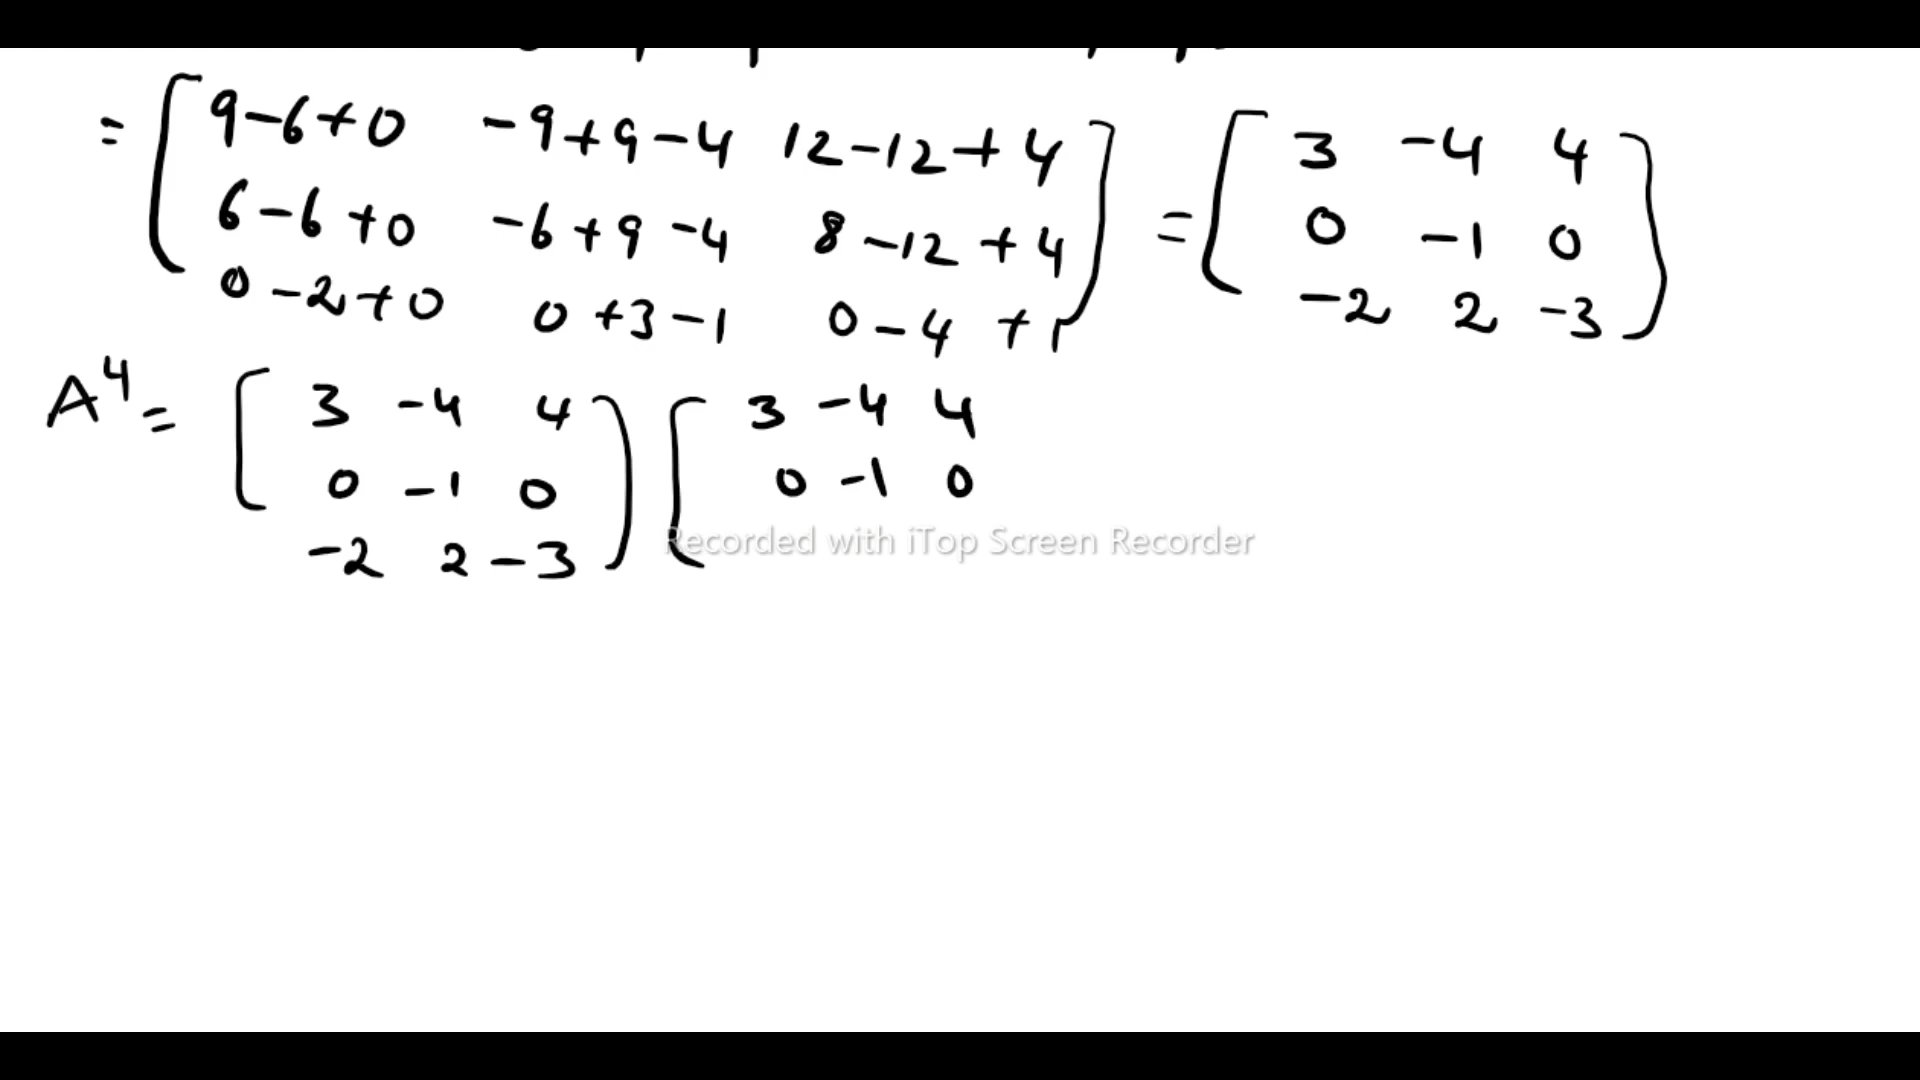 = [ 9-6+0 -9+9-4 12-12+4 ] = [ 3 -4 4 ]
6-6+0 -6+9-4 8-12+4 0 -1 0
0-2+0 0+3-1 0-4+1 -2 2 -3
A⁴ = [ 3 -4 4 ] [ 3 -4 4
0 -1 0 0 -1 0
-2 2 -3
Recorded with iTop Screen Recorder